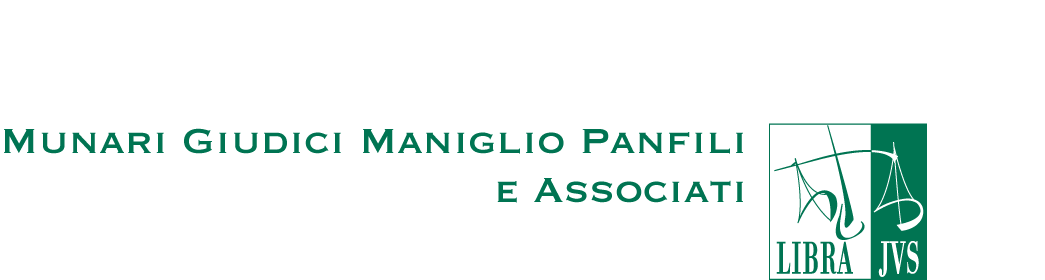 MUNARI GIUDICI MANIGLIO PANFILI
E ASSOCIATI
LIBRA JVS